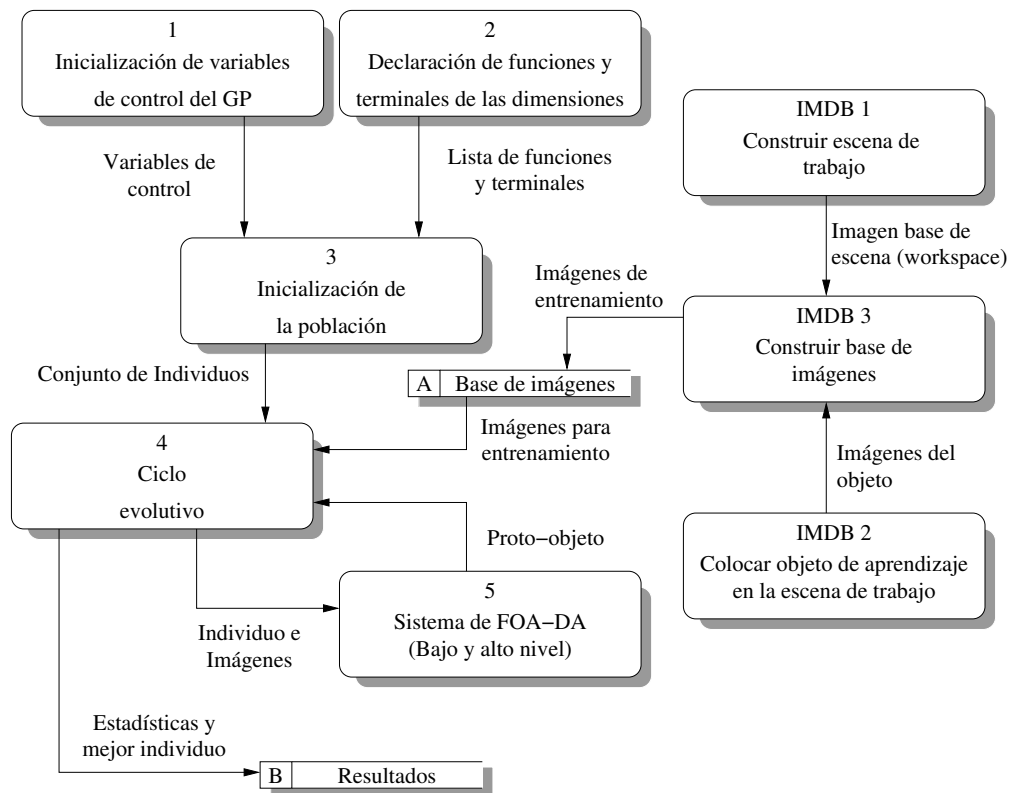 1
Inicialización de variables
de control del GP
2
Declaración de funciones y
terminales de las dimensiones
Variables de
control
Lista de funciones
y terminales
IMDB 1
Construir escena de
trabajo
Imagen base de
escena (workspace)
3
Inicialización de
la población
Imágenes de
entrenamiento
IMDB 3
Construir base de
imágenes
Conjunto de Individuos
A Base de imágenes
Imágenes para
entrenamiento
4
Ciclo
evolutivo
Imágenes del
objeto
Proto−objeto
IMDB 2
Colocar objeto de aprendizaje
en la escena de trabajo
5
Sistema de FOA−DA
(Bajo y alto nivel)
Individuo e
Imágenes
Estadísticas y
mejor individuo
B Resultados